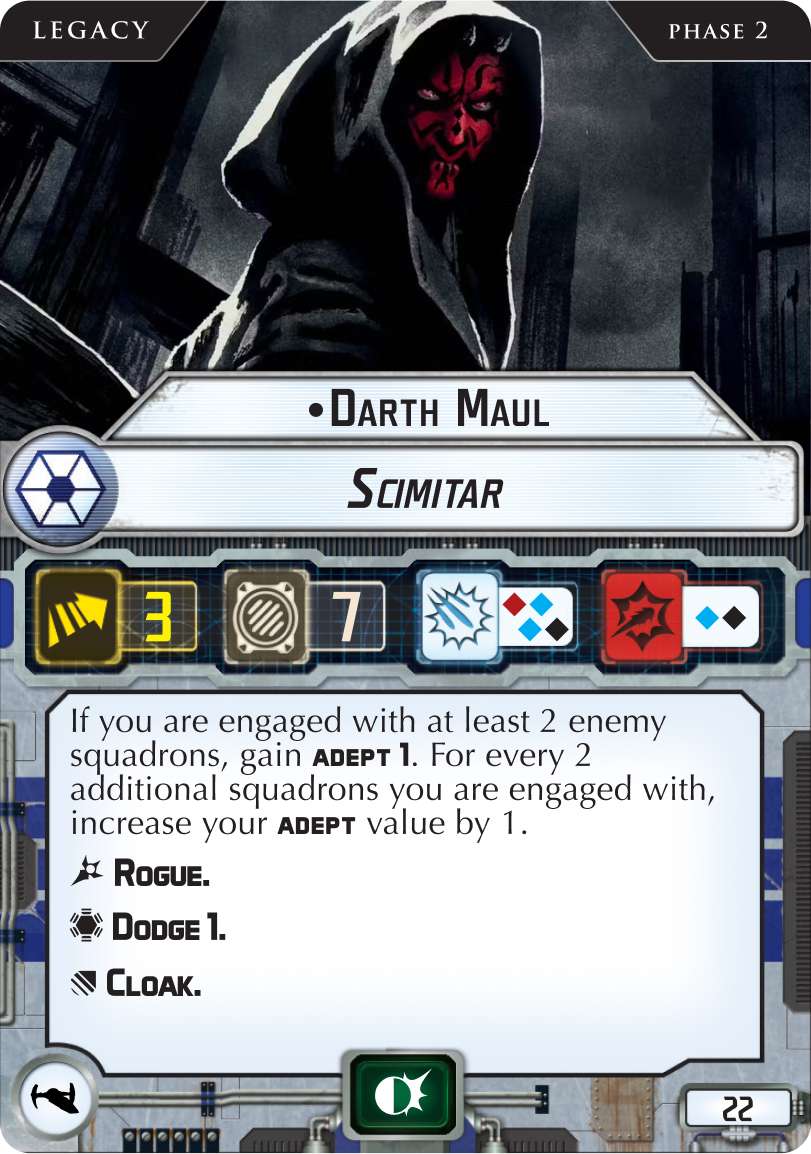 LEGACY
PHASE 2
•DARTH MAUL
SCIMITAR
3
7
If you are engaged with at least 2 enemy
squadrons, gain ADEPT 1. For every 2
additional squadrons you are engaged with,
increase your ADEPT value by 1.
ROGUE.
DODGE 1.
CLOAK.
22